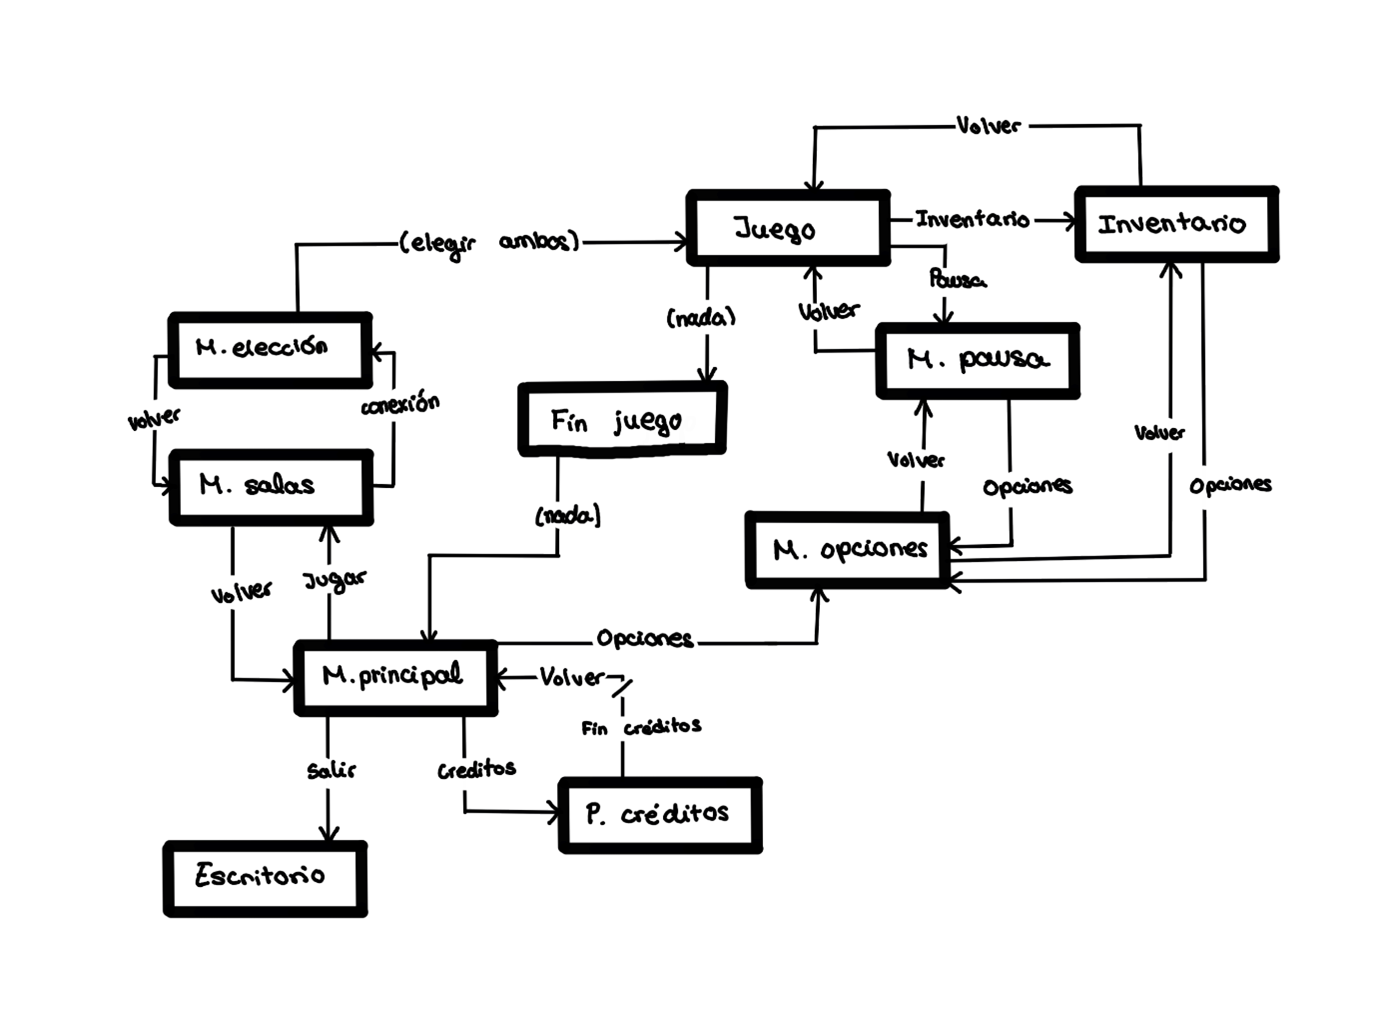 Volver
Juego
Inventario
Inventario
(elegir ambos)
Pausa
(nada)
Volver
M. elección
M. pausa
conexión
Volver
Fin juego
Volver
Volver
M. salas
Opciones
Opciones
(nada)
M. opciones
Volver
Jugar
Opciones
M. principal
Volver
Fin créditos
Salir
Creditos
P. créditos
Escritorio